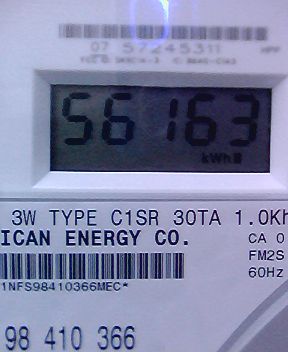 07 57245311
56163
kWh
3W TYPE C1SR 30TA 1.0Kh
ICAN ENERGY CO.
CA 0
FM2S
60Hz
1NFS98410366MEC*
98 410 366